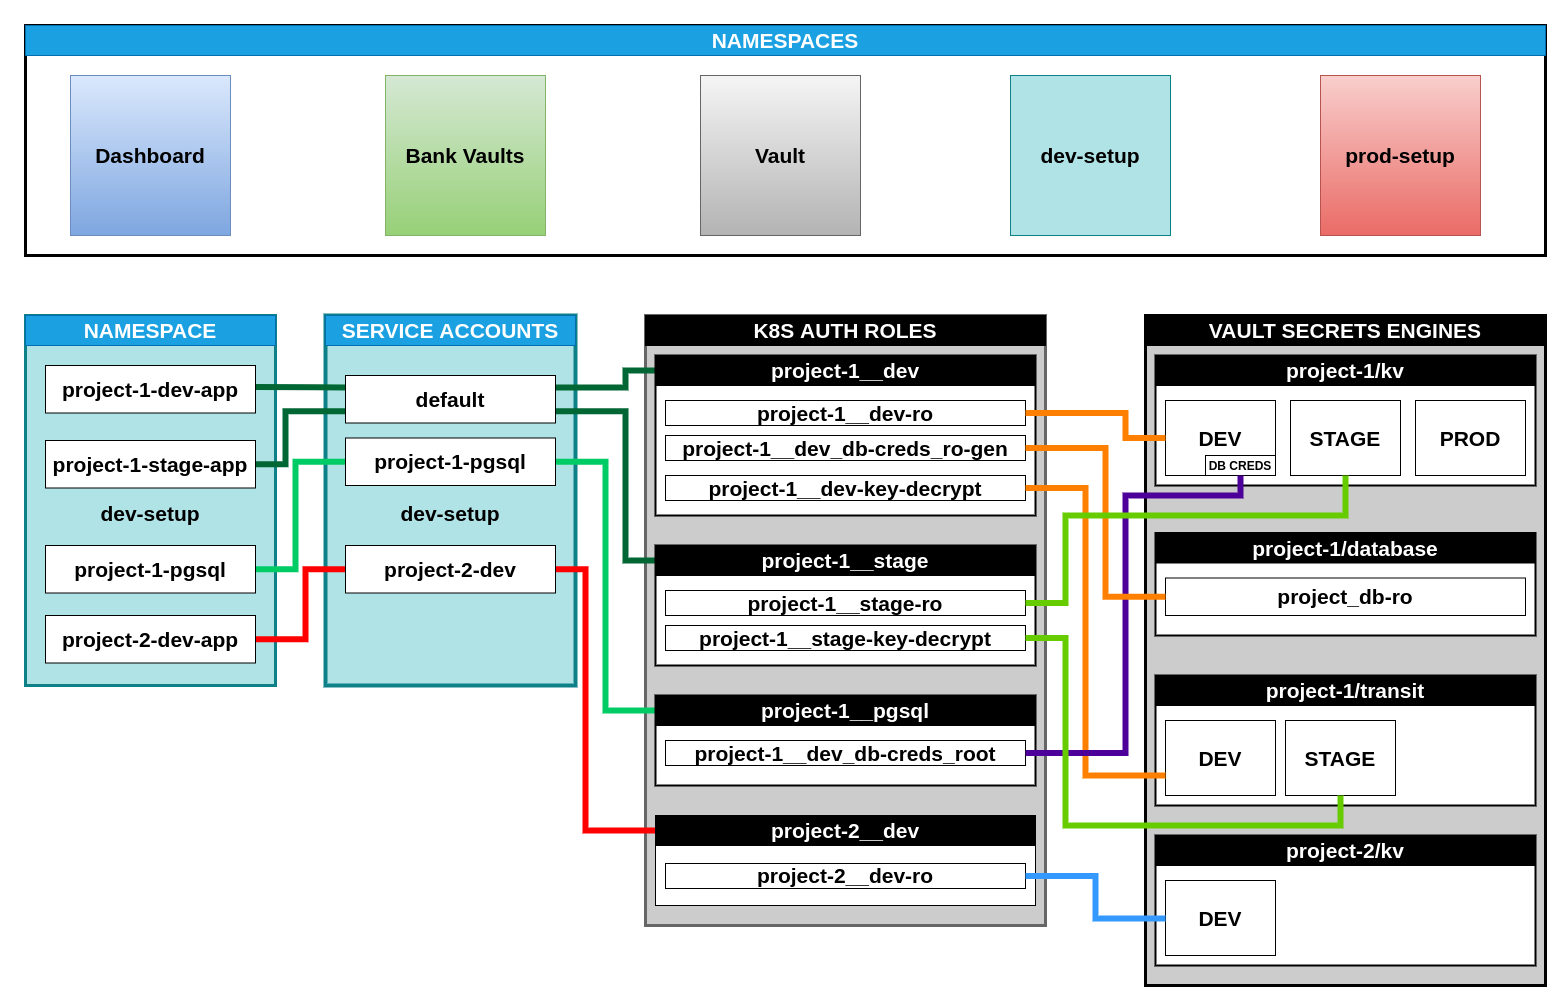 NAMESPACES
Dashboard
Bank Vaults
Vault
dev-setup
prod-setup
NAMESPACE
project-1-dev-app
project-1-stage-app
dev-setup
project-1-pgsql
project-2-dev-app
SERVICE ACCOUNTS
default
project-1-pgsql
dev-setup
project-2-dev
K8S AUTH ROLES
project-1__dev
project-1__dev-ro
project-1__dev_db-creds_ro-gen
project-1__dev-key-decrypt
project-1__stage
project-1__stage-ro
project-1__stage-key-decrypt
project-1__pgsql
project-1__dev_db-creds_root
project-2__dev
project-2__dev-ro
VAULT SECRETS ENGINES
project-1/kv
DEV
DB CREDS
STAGE
PROD
project-1/database
project_db-ro
project-1/transit
DEV
STAGE
project-2/kv
DEV